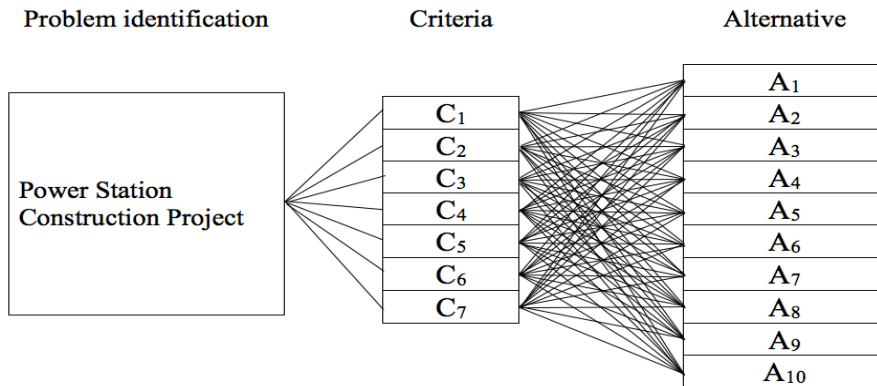 Problem identification
Criteria
Alternative
Power Station
Construction Project
C1
C2
C3
C4
C5
C6
C7
A1
A2
A3
A4
A5
A6
A7
A8
A9
A10